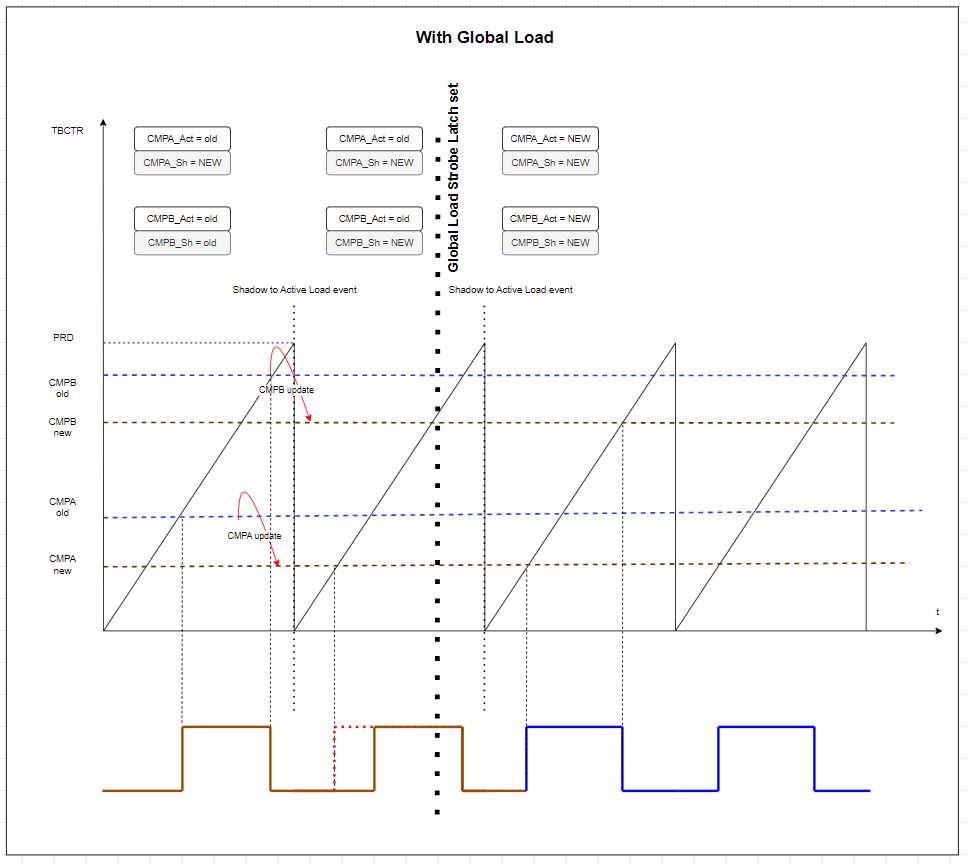 With Global Load
Global Load Strobe Latch set
TBCTR
CMPA_Act = old
CMPA_Sh = NEW
CMPA_Act = old
CMPA_Sh = NEW
CMPA_Act = NEW
CMPA_Sh = NEW
CMPB_Act = old
CMPB_Sh = old
CMPB_Act = old
CMPB_Sh = NEW
CMPB_Act = NEW
CMPB_Sh = NEW
Shadow to Active Load event
Shadow to Active Load event
PRD
CMPB
old
CMPB update
CMPB
new
CMPA
old
CMPA update
CMPA
new
t